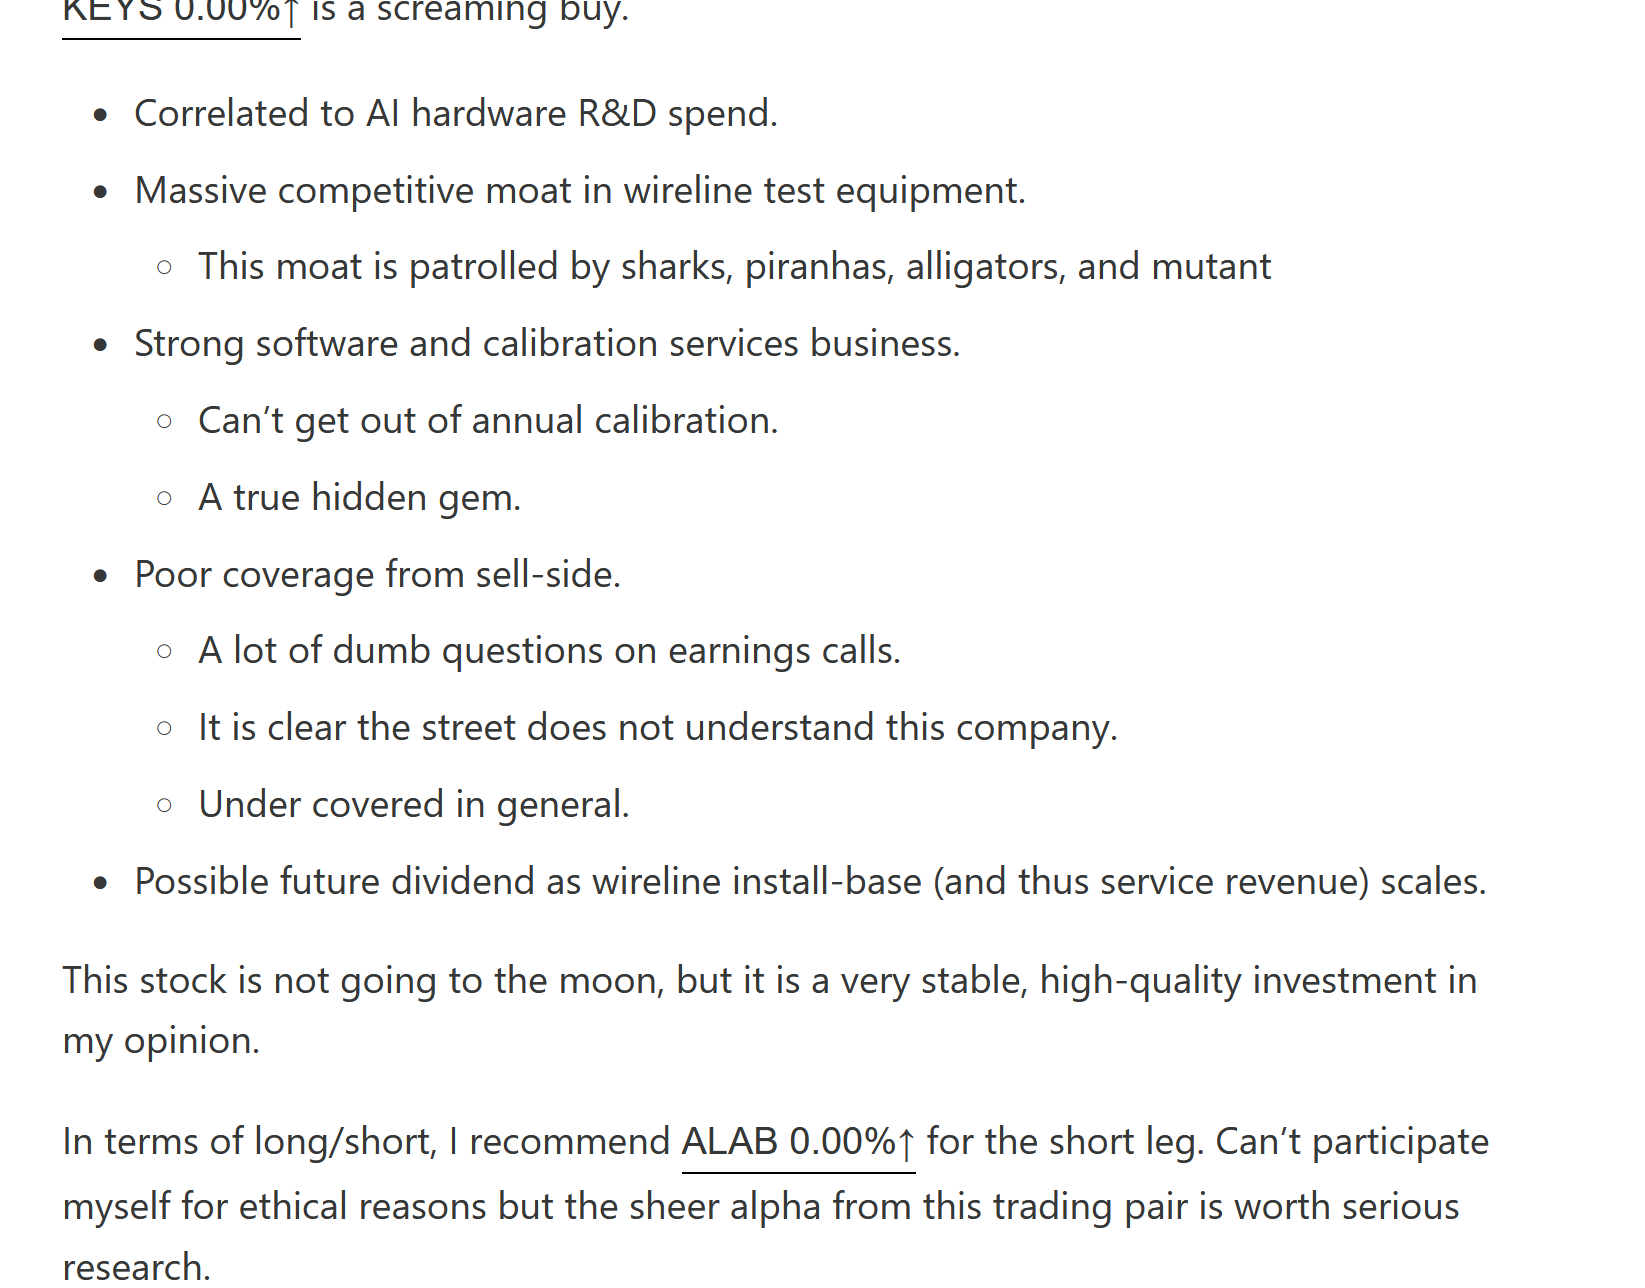 KEYS 0.00%↑ is a screaming buy.
• Correlated to AI hardware R&D spend.
• Massive competitive moat in wireline test equipment.
○ This moat is patrolled by sharks, piranhas, alligators, and mutant
• Strong software and calibration services business.
○ Can’t get out of annual calibration.
○ A true hidden gem.
• Poor coverage from sell-side.
○ A lot of dumb questions on earnings calls.
○ It is clear the street does not understand this company.
○ Under covered in general.
• Possible future dividend as wireline install-base (and thus service revenue) scales.
This stock is not going to the moon, but it is a very stable, high-quality investment in
my opinion.
In terms of long/short, I recommend ALAB 0.00%↑ for the short leg. Can’t participate
myself for ethical reasons but the sheer alpha from this trading pair is worth serious
research.